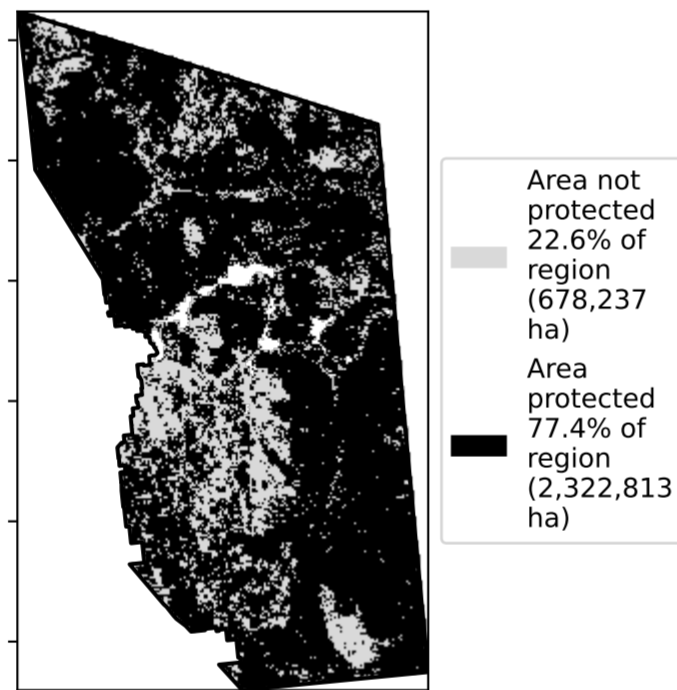 Area not
protected
22.6% of
region
(678,237
ha)
Area
protected
77.4% of
region
(2,322,813
ha)